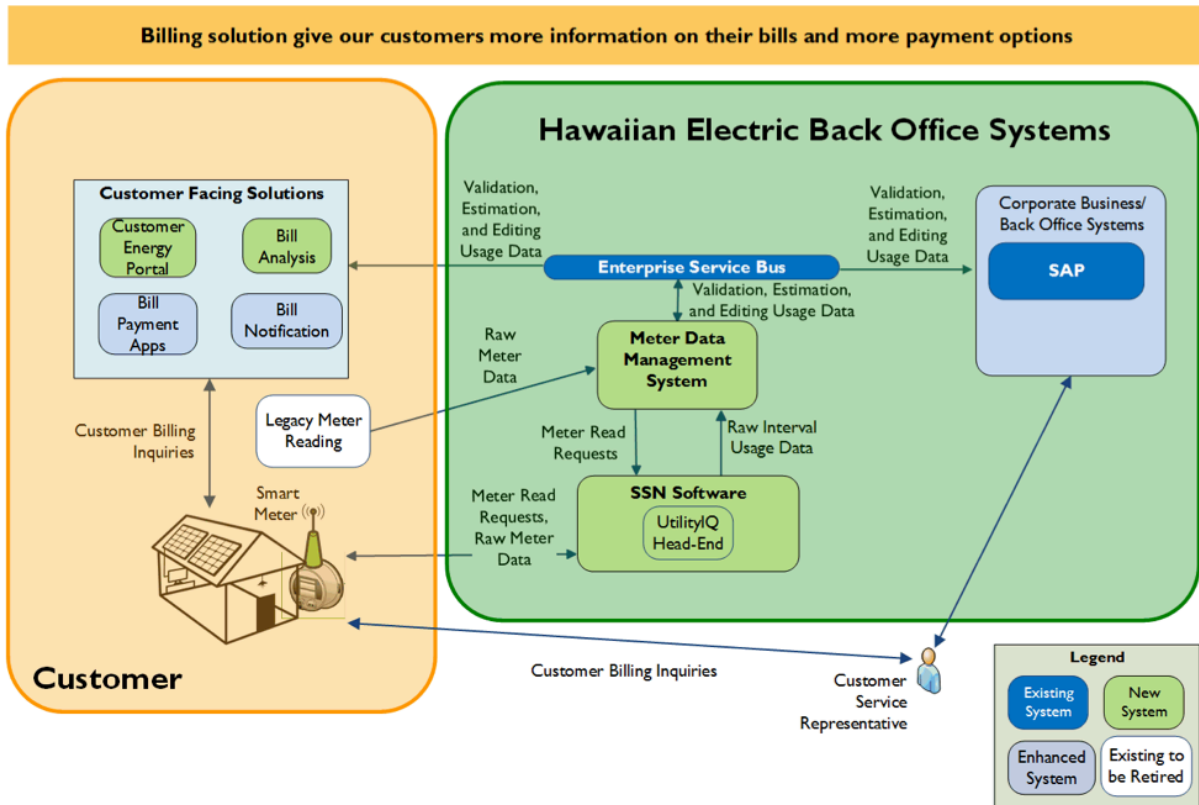 Billing solution give our customers more information on their bills and more payment options
Hawaiian Electric Back Office Systems
Customer Facing Solutions
Customer
Energy
Portal
Bill
Analysis
Bill
Payment
Apps
Bill
Notification
Validation,
Estimation,
and Editing
Usage Data
Enterprise Service Bus
Validation,
Estimation,
and Editing
Usage Data
Corporate Business/
Back Office Systems
SAP
Validation, Estimation,
and Editing Usage Data
Raw
Meter
Data
Meter Data
Management
System
Legacy Meter
Reading
Customer Billing
Inquiries
Meter Read
Requests
Raw Interval
Usage Data
Smart
Meter
Meter Read
Requests,
Raw Meter
Data
SSN Software
UtilityIQ
Head-End
Customer
Customer Billing Inquiries
Customer
Service
Representative
Legend
Existing
System
New
System
Enhanced
System
Existing to
be Retired